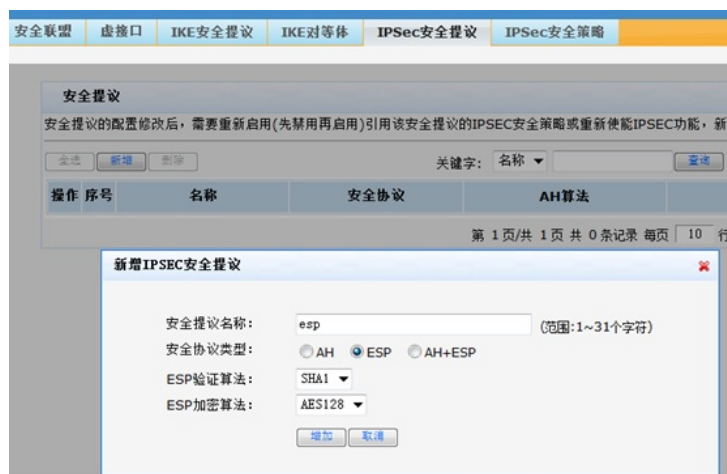 安全联盟 虚接口 IKE安全提议 IKE对等体 IPSec安全提议 IPSec安全策略
安全提议
安全提议的配置修改后，需要重新启用(先禁用再启用)引用该安全提议的IPSEC安全策略或重新使能IPSEC功能，新
全选 新增 删除 关键字： 名称 查询
操作 序号 名称 安全协议 AH算法
第 1 页/共 1 页 共 0 条记录 每页 10 行
新增IPSEC安全提议
安全提议名称： esp (范围:1~31个字符)
安全协议类型： AH ESP AH+ESP
ESP验证算法： SHA1
ESP加密算法： AES128
增加 取消